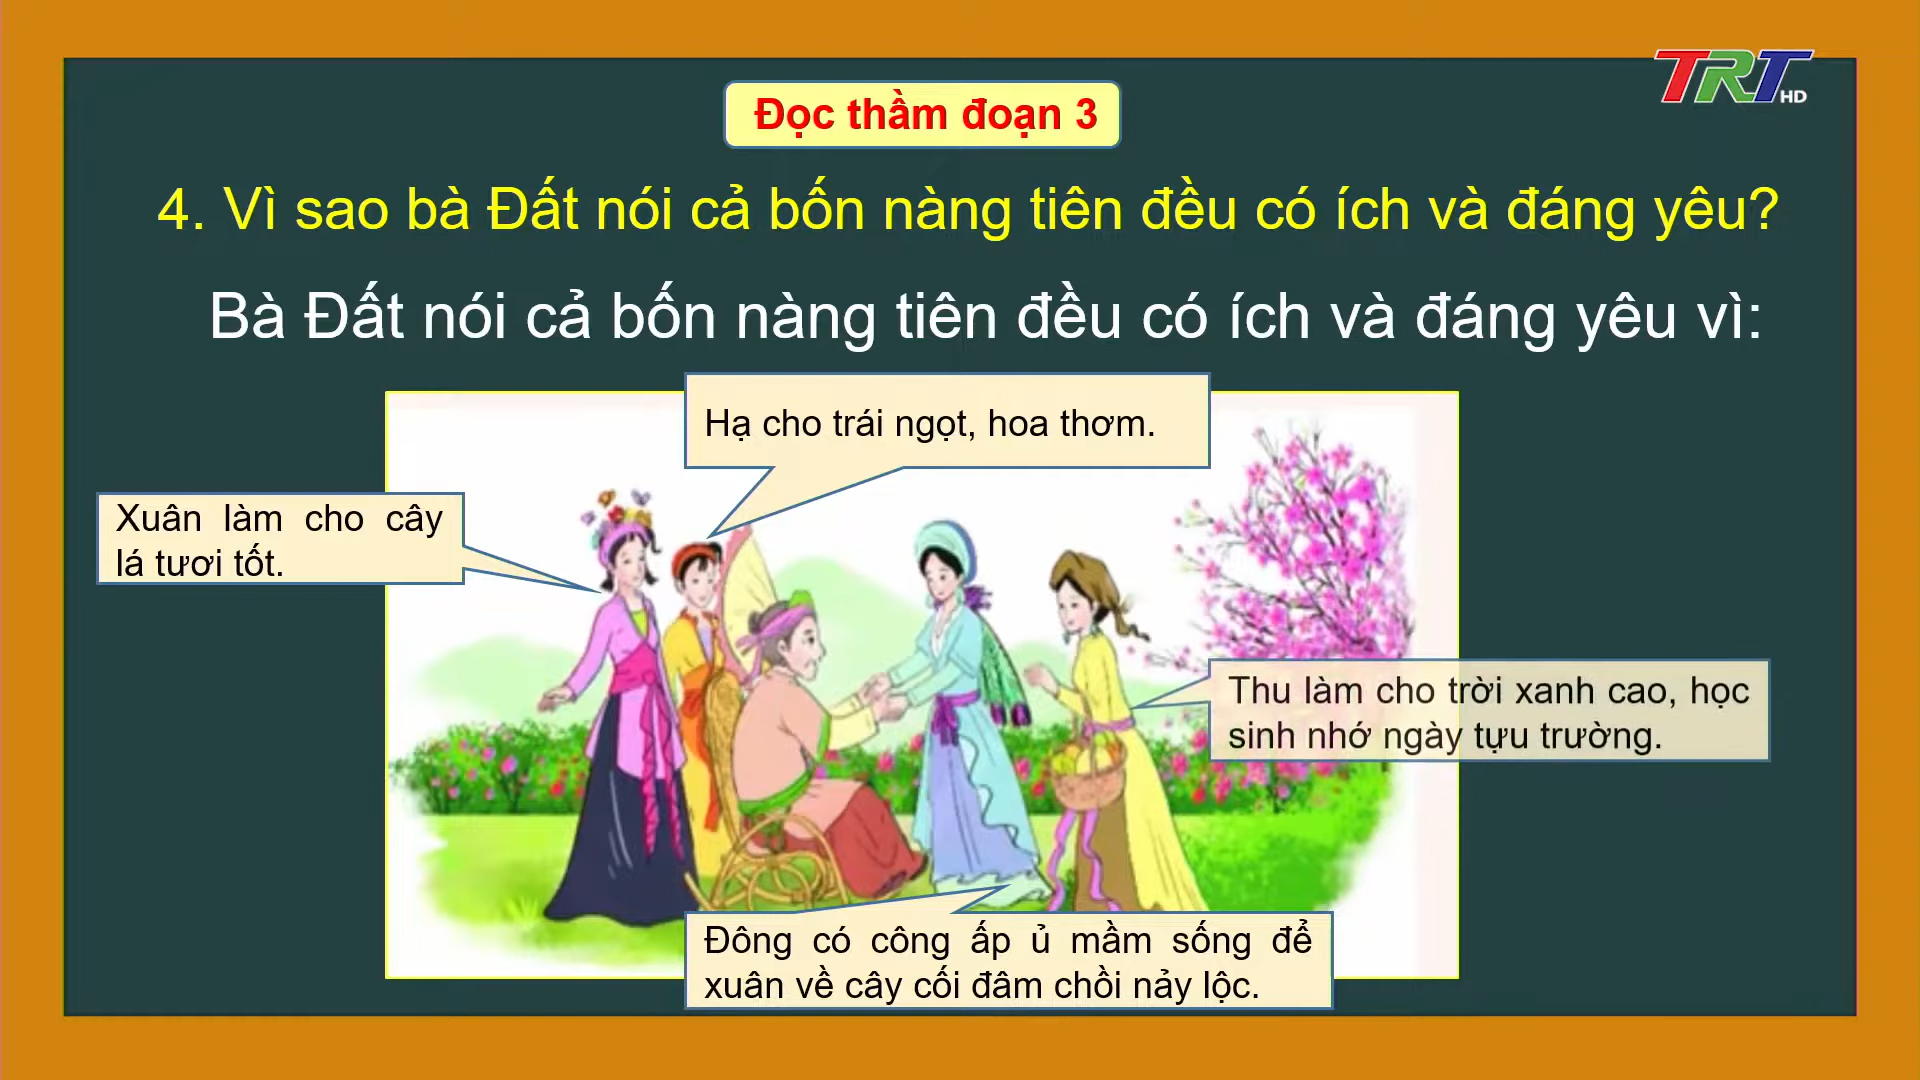 TRT HD
Đọc thầm đoạn 3
4. Vì sao bà Đất nói cả bốn nàng tiên đều có ích và đáng yêu?
Bà Đất nói cả bốn nàng tiên đều có ích và đáng yêu vì:
Hạ cho trái ngọt, hoa thơm.
Xuân làm cho cây
lá tươi tốt.
Thu làm cho trời xanh cao, học
sinh nhớ ngày tựu trường.
Đông có công ấp ủ mầm sống để
xuân về cây cối đâm chồi nảy lộc.